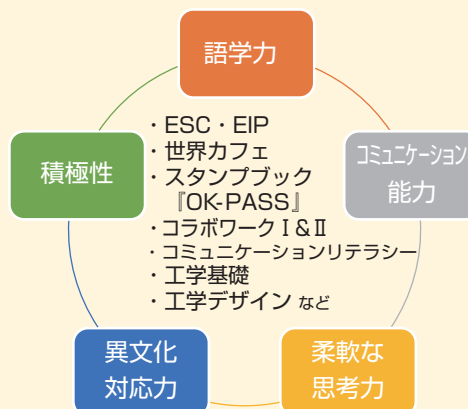 語学力
積極性
コミュニケーション
能力
・ESC・EIP
・世界カフェ
・スタンプブック
『OK-PASS』
・コラボワークⅠ&Ⅱ
・コミュニケーションリテラシー
・工学基礎
・工学デザイン など
異文化
対応力
柔軟な
思考力